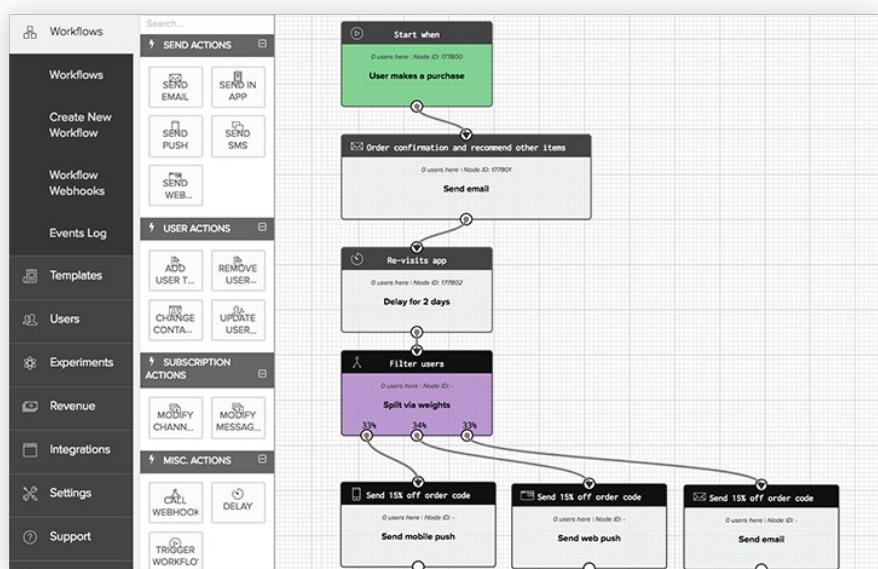 Workflows
Workflows
Create New
Workflow
Workflow
Webhooks
Events Log
Templates
Users
Experiments
Revenue
Integrations
Settings
Support
Search...
SEND ACTIONS
SEND
EMAIL
SEND IN
APP
SEND
PUSH
SEND
SMS
SEND
WEB...
USER ACTIONS
ADD
USER T...
REMOVE
USER...
CHANGE
CONTA...
UPDATE
USER...
SUBSCRIPTION
ACTIONS
MODIFY
CHANN...
MODIFY
MESSAG...
MISC. ACTIONS
CALL
WEBHOOK
DELAY
TRIGGER
WORKFLO
Start when
0 users here | Node ID: 177800
User makes a purchase
Order confirmation and recommend other items
0 users here | Node ID: 177801
Send email
Re-visits app
0 users here | Node ID: 177802
Delay for 2 days
Filter users
0 users here | Node ID: -
Split via weights
33% 34% 33%
Send 15% off order code
0 users here | Node ID: -
Send mobile push
Send 15% off order code
0 users here | Node ID: -
Send web push
Send 15% off order code
0 users here | Node ID: -
Send email